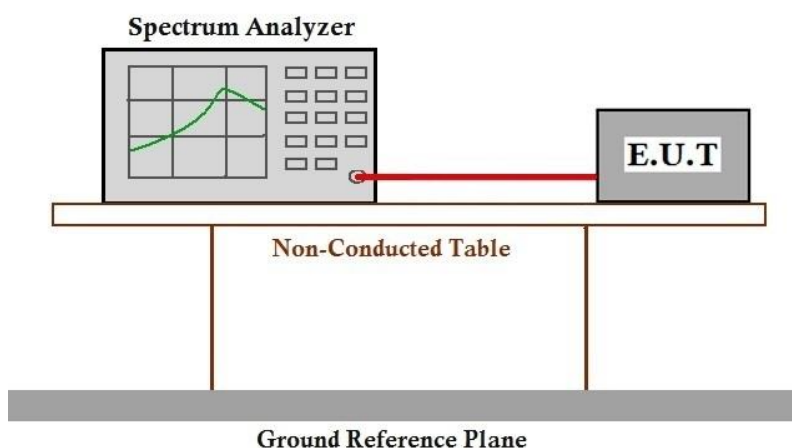 Spectrum Analyzer
E.U.T
Non-Conducted Table
Ground Reference Plane